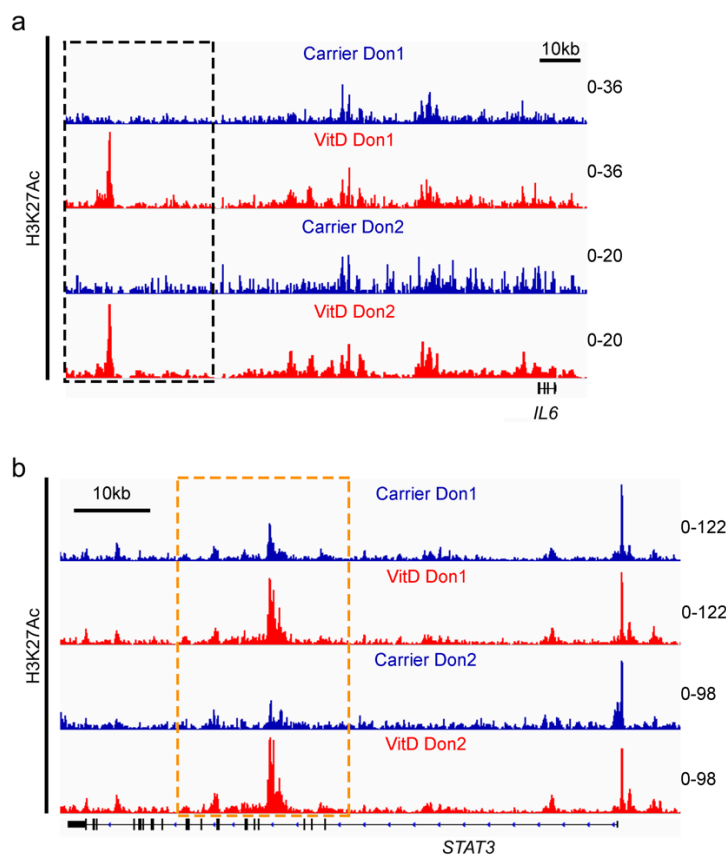 a
Carrier Don1
10kb
0-36
VitD Don1
0-36
H3K27Ac
Carrier Don2
0-20
VitD Don2
0-20
IL6
b
10kb
Carrier Don1
0-122
VitD Don1
0-122
H3K27Ac
Carrier Don2
0-98
VitD Don2
0-98
STAT3